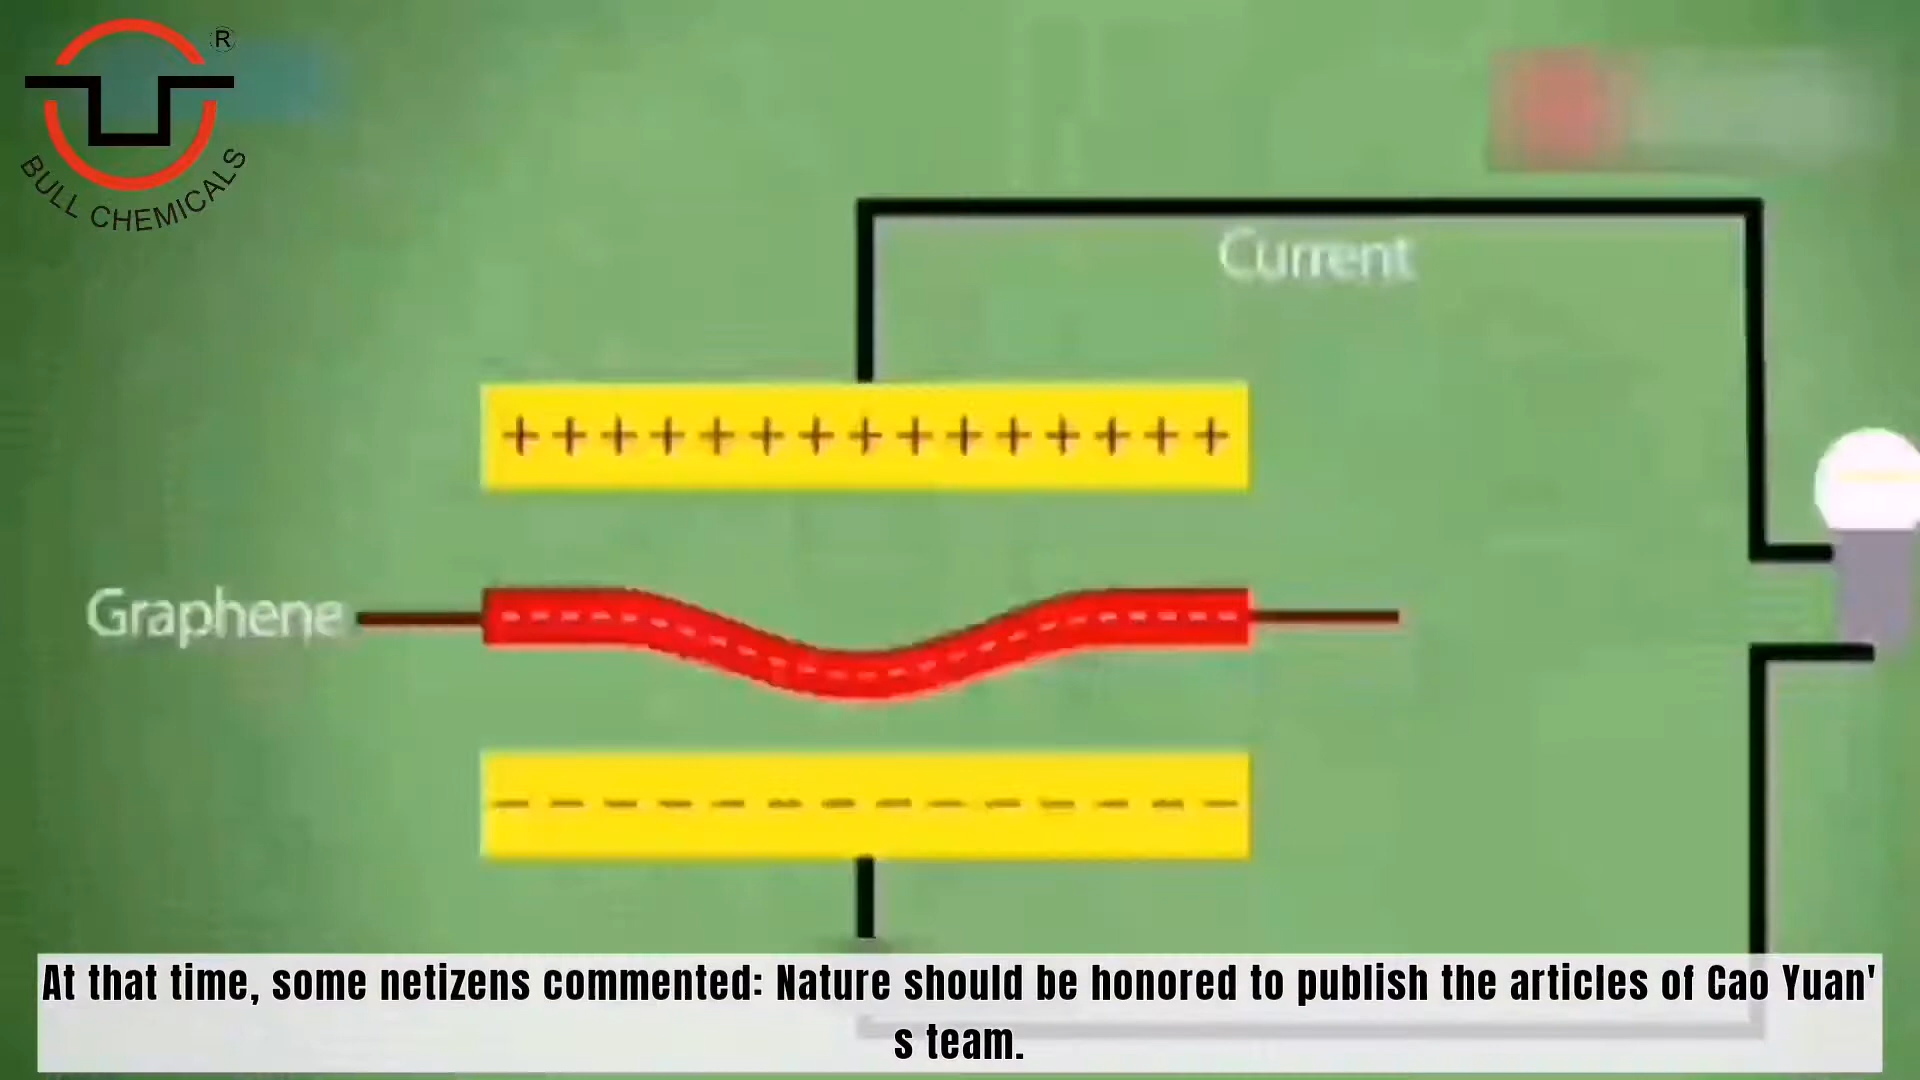 ®
BULL CHEMICALS
Current
+ + + + + + + + + + + + + + +
Graphene
At that time, some netizens commented: Nature should be honored to publish the articles of Cao Yuan'
s team.